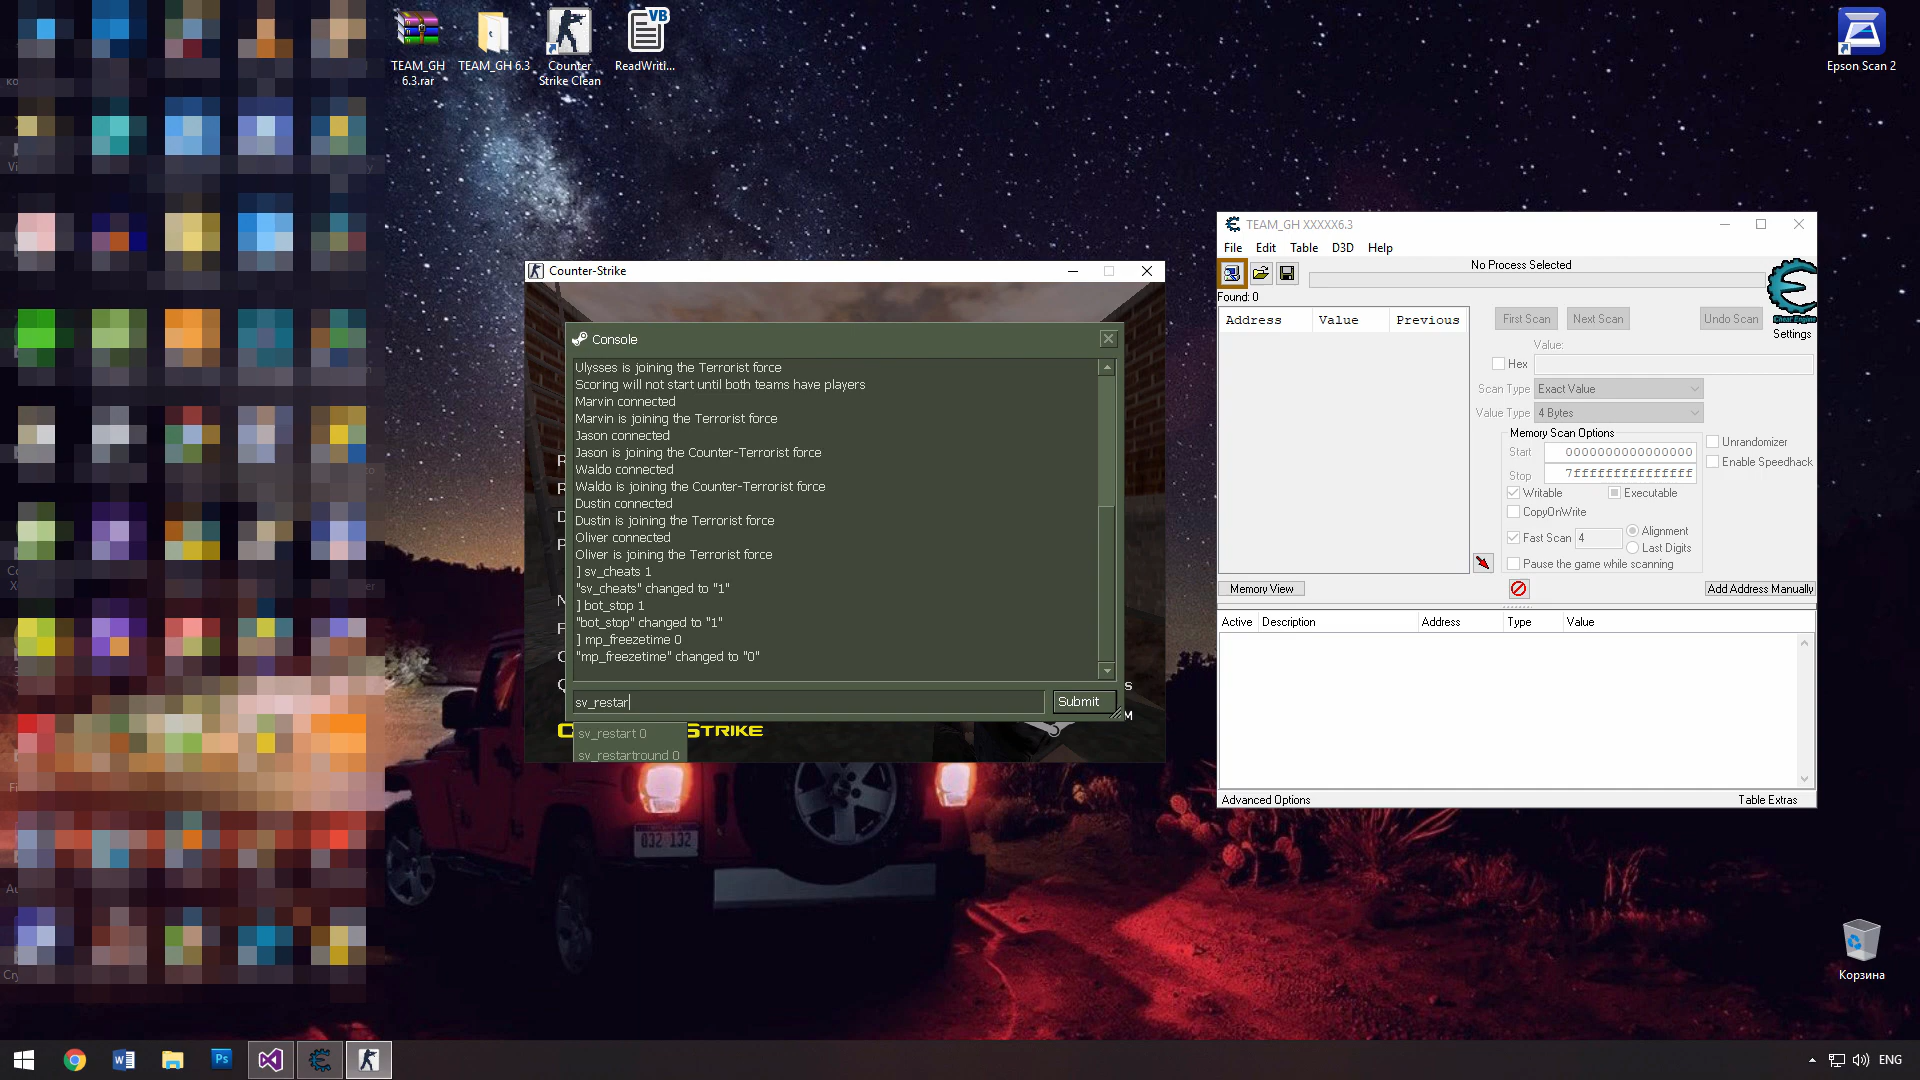 TEAM_GH
6.3.rar
TEAM_GH 6.3
Counter
Strike Clean
ReadWritI...
VB
Epson Scan 2
Counter-Strike
Console
Ulysses is joining the Terrorist force
Scoring will not start until both teams have players
Marvin connected
Marvin is joining the Terrorist force
Jason connected
Jason is joining the Counter-Terrorist force
Waldo connected
Waldo is joining the Counter-Terrorist force
Dustin connected
Dustin is joining the Terrorist force
Oliver connected
Oliver is joining the Terrorist force
] sv_cheats 1
"sv_cheats" changed to "1"
] bot_stop 1
"bot_stop" changed to "1"
] mp_freezetime 0
"mp_freezetime" changed to "0"
sv_restar
Submit
sv_restart 0
sv_restartround 0
STRIKE
TEAM_GH XXXXX6.3
File Edit Table D3D Help
No Process Selected
Found: 0
Address Value Previous
First Scan Next Scan Undo Scan
Cheat Engine
Settings
Value:
Hex
Scan Type Exact Value
Value Type 4 Bytes
Memory Scan Options
Start 0000000000000000
Stop 7fffffffffffffff
Writable Executable
CopyOnWrite
Fast Scan 4 Alignment
Last Digits
Pause the game while scanning
Unrandomizer
Enable Speedhack
Memory View
Add Address Manually
Active Description Address Type Value
Advanced Options
Table Extras
032 132
Корзина
Ps
ENG